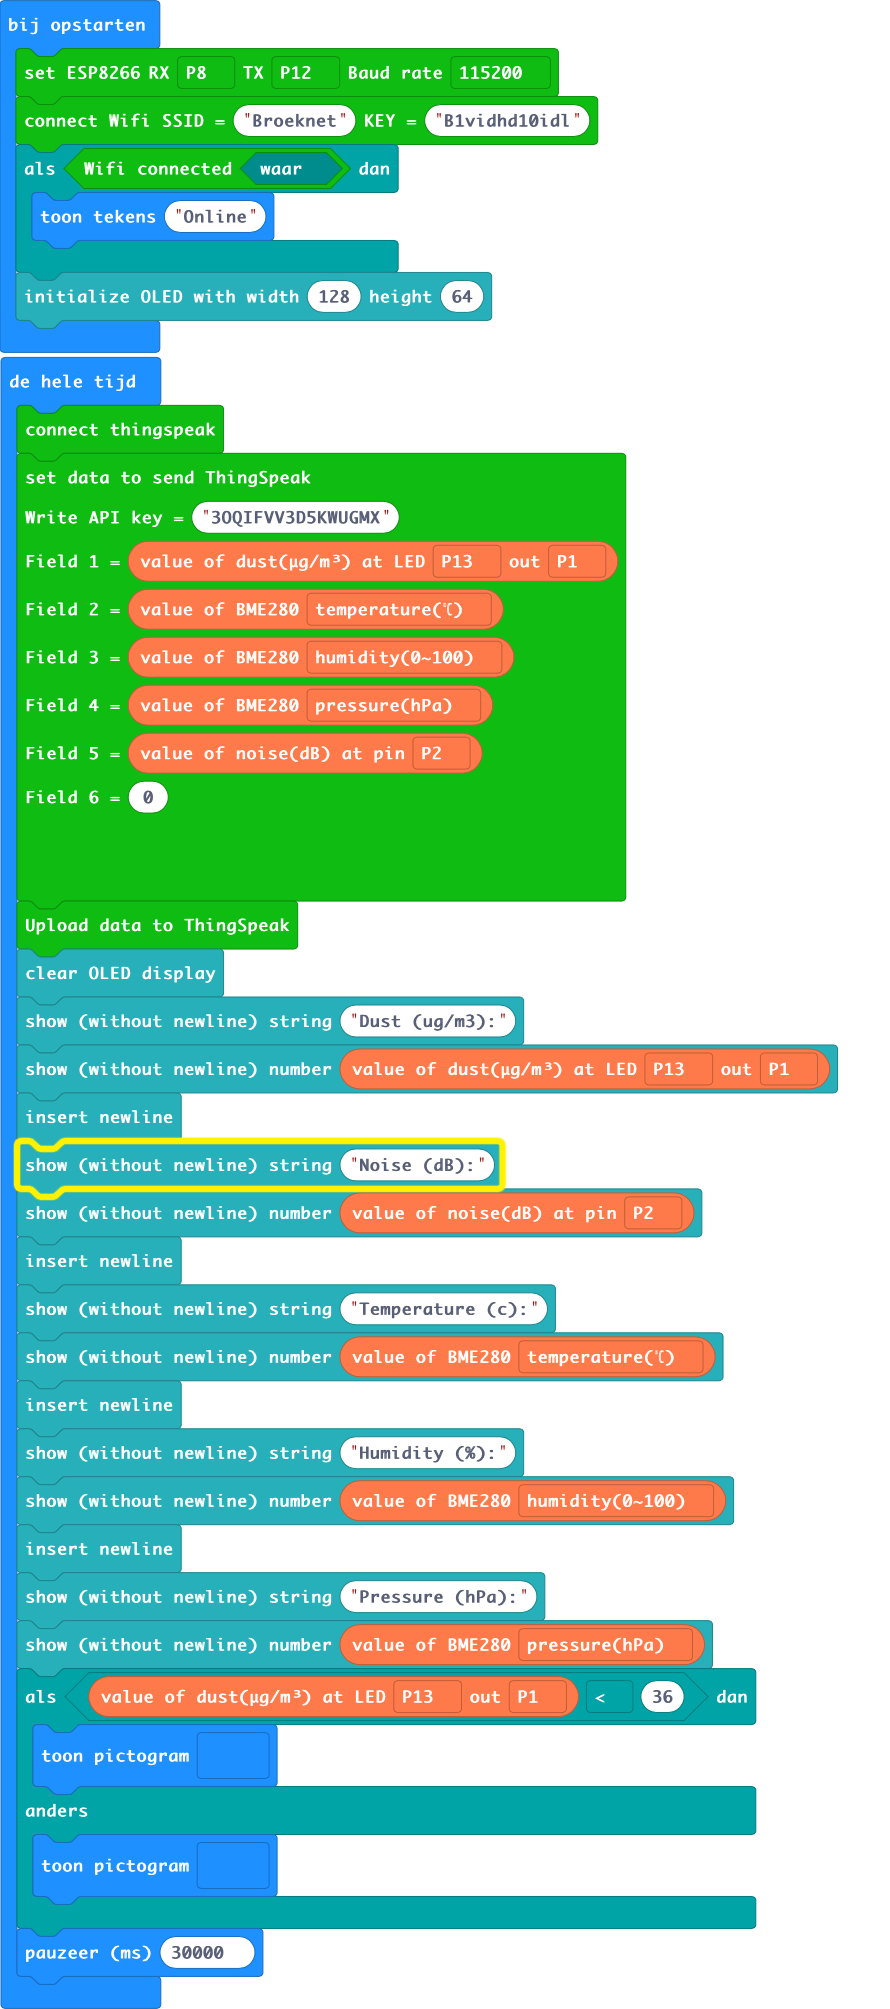 bij opstarten
set ESP8266 RX P8 TX P12 Baud rate 115200
connect Wifi SSID = "Broeknet" KEY = "B1vidhd10idl"
als Wifi connected waar dan
toon tekens "Online"
initialize OLED with width 128 height 64
de hele tijd
connect thingspeak
set data to send ThingSpeak
Write API key = "3OQIFVV3D5KWUGMX"
Field 1 = value of dust(μg/m³) at LED P13 out P1
Field 2 = value of BME280 temperature(℃)
Field 3 = value of BME280 humidity(0~100)
Field 4 = value of BME280 pressure(hPa)
Field 5 = value of noise(dB) at pin P2
Field 6 = 0
Upload data to ThingSpeak
clear OLED display
show (without newline) string "Dust (ug/m3):"
show (without newline) number value of dust(μg/m³) at LED P13 out P1
insert newline
show (without newline) string "Noise (dB):"
show (without newline) number value of noise(dB) at pin P2
insert newline
show (without newline) string "Temperature (c):"
show (without newline) number value of BME280 temperature(℃)
insert newline
show (without newline) string "Humidity (%):"
show (without newline) number value of BME280 humidity(0~100)
insert newline
show (without newline) string "Pressure (hPa):"
show (without newline) number value of BME280 pressure(hPa)
als value of dust(μg/m³) at LED P13 out P1 < 36 dan
toon pictogram
anders
toon pictogram
pauzeer (ms) 30000